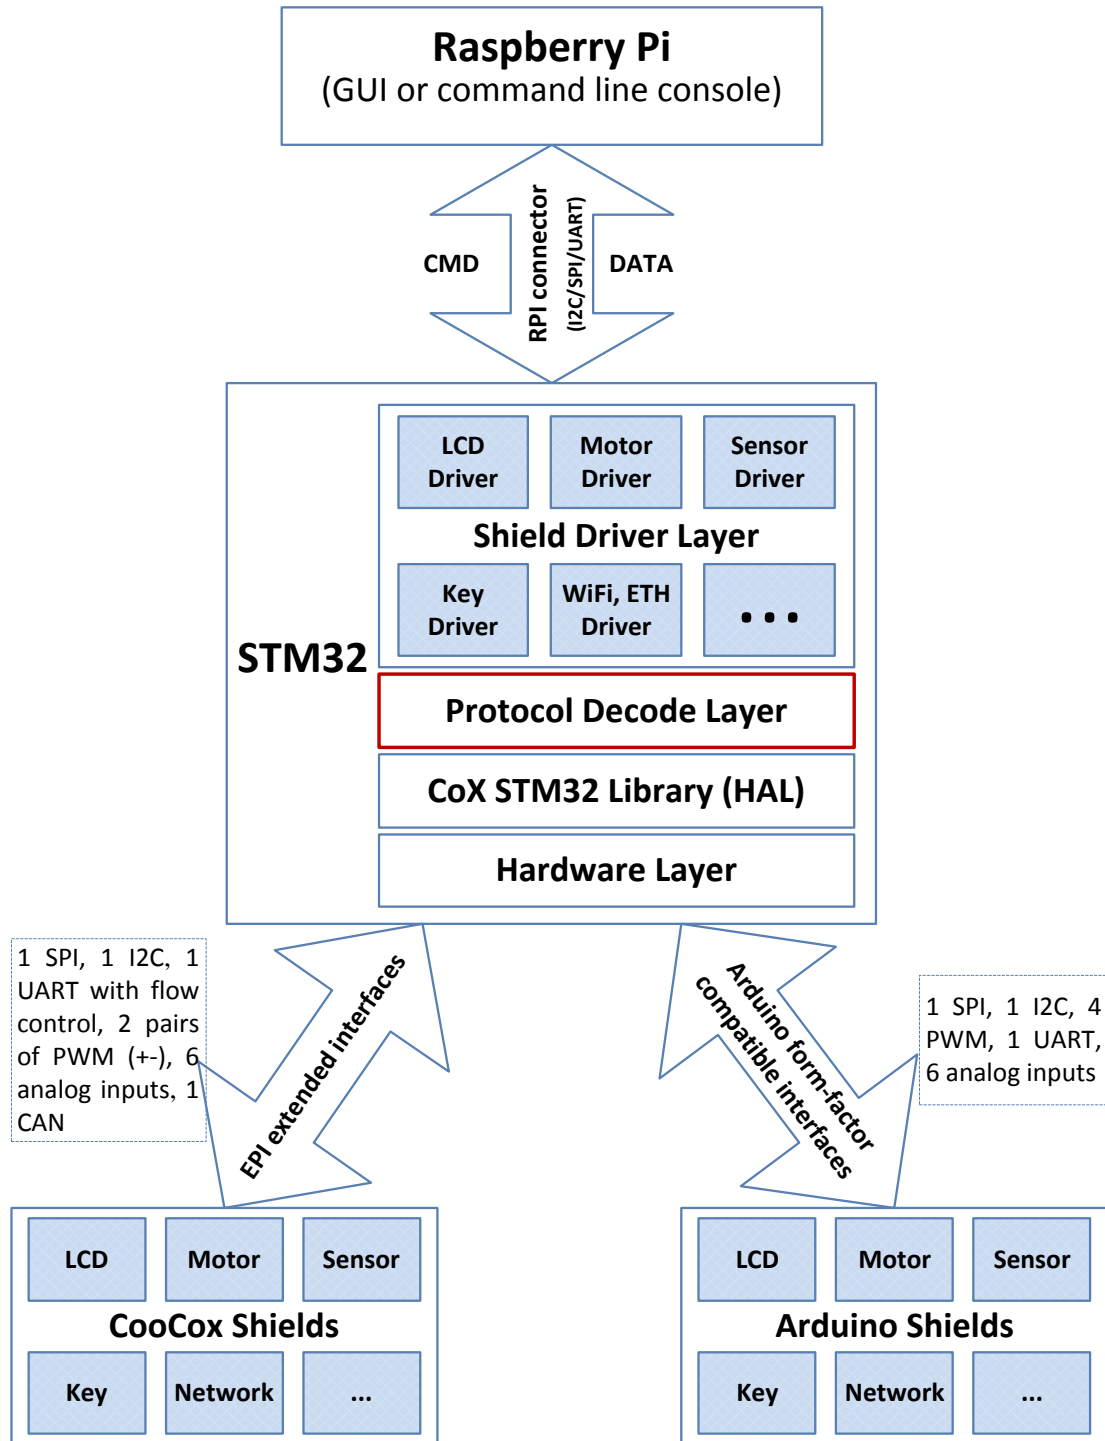 Raspberry Pi
(GUI or command line console)
CMD
RPI connector
(I2C/SPI/UART)
DATA
LCD
Driver
Motor
Driver
Sensor
Driver
Shield Driver Layer
Key
Driver
WiFi, ETH
Driver
...
STM32
Protocol Decode Layer
CoX STM32 Library (HAL)
Hardware Layer
1 SPI, 1 I2C, 1
UART with flow
control, 2 pairs
of PWM (+-), 6
analog inputs, 1
CAN
EPI extended interfaces
Arduino form-factor
compatible interfaces
1 SPI, 1 I2C, 4
PWM, 1 UART,
6 analog inputs
LCD
Motor
Sensor
CooCox Shields
Key
Network
...
LCD
Motor
Sensor
Arduino Shields
Key
Network
...